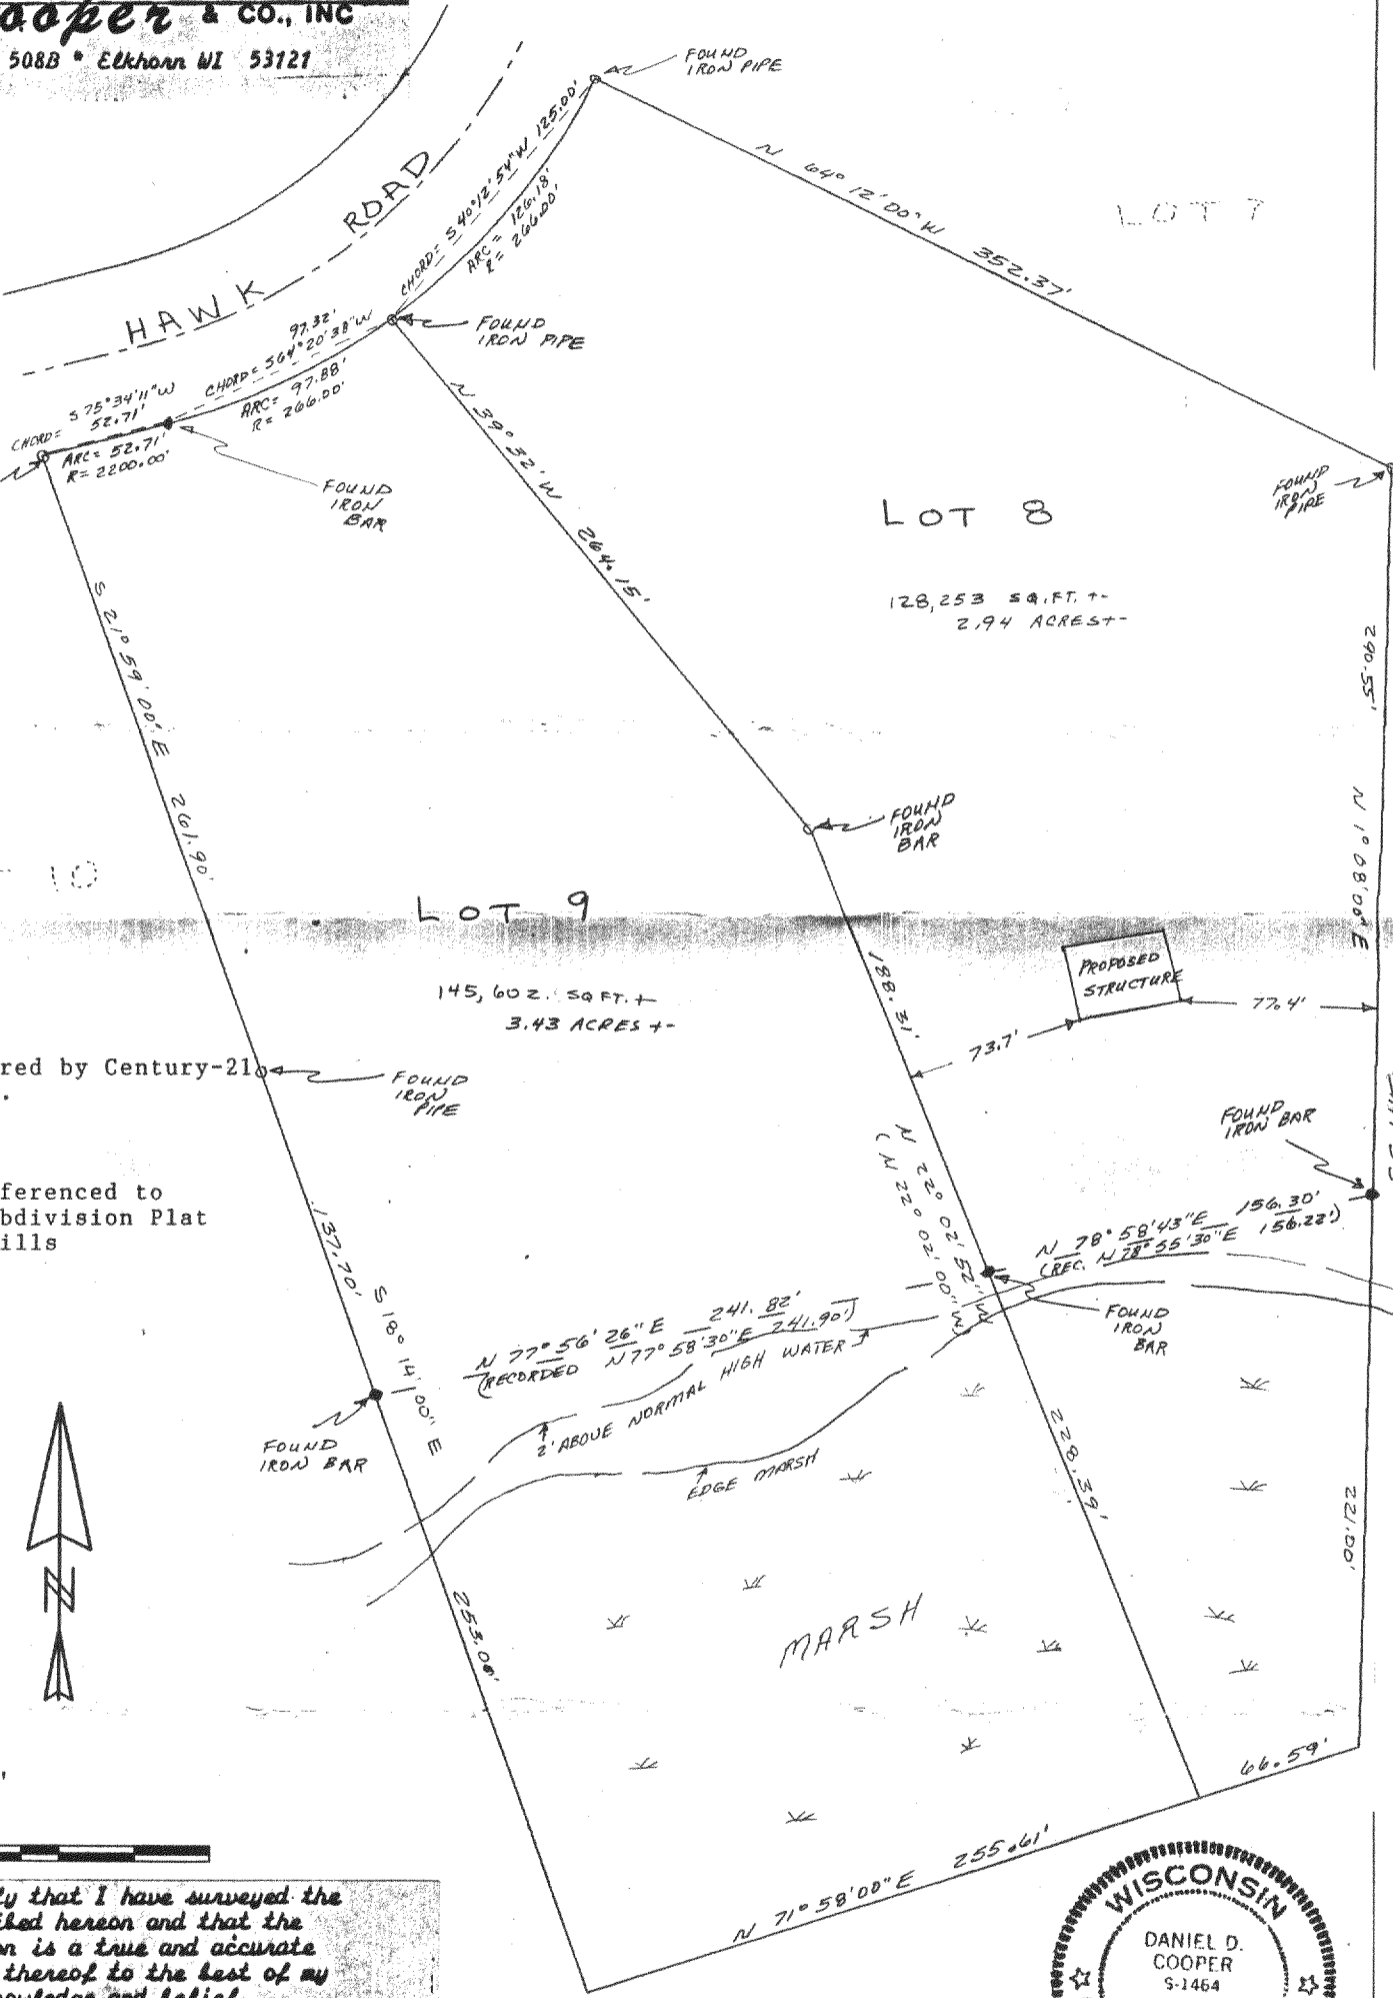 ooper & CO., INC
508B * Elkhorn WI 53121
FOUND
IRON PIPE
HAWK ROAD
CHORD= S 40°12'54"W 125.00'
ARC= 126.18'
R= 266.00'
N 64° 12' 00" W 352.37'
LOT 7
FOUND
IRON PIPE
97.32'
CHORD= S64°20'38"W
ARC= 97.88'
R= 266.00'
S 75°34'11"W
CHORD= 52.71'
ARC= 52.71'
R= 2200.00'
FOUND
IRON
BAR
N 39° 32' W 264.15'
FOUND
IRON
PIPE
LOT 8
128,253 SQ.FT. +-
2.94 ACRES+-
S 21° 59' 00" E 261.90'
290.55'
N 1° 08'00" E
FOUND
IRON
BAR
10
LOT 9
145,602. SQ FT. +
3.43 ACRES +-
188.31'
PROPOSED
STRUCTURE
77.4'
73.7'
red by Century-21
.
FOUND
IRON
PIPE
FOUND
IRON BAR
ferenced to
bdivision Plat
ills
N 22° 20' 52" W
(N 22° 20' 00" W)
N 78° 58'43"E 156.30'
(REC. N 78° 55'30"E 156.22')
137.70'
S 18° 14' 00" E
FOUND
IRON
BAR
N 77° 56' 26" E 241.82'
(RECORDED N77° 58'30"E 241.90')
2' ABOVE NORMAL HIGH WATER
EDGE MARSH
FOUND
IRON BAR
228.39'
221.00'
N
253.00'
MARSH
66.59'
N 71° 58'00" E 255.61'
'
fy that I have surveyed the
ibed hereon and that the
on is a true and accurate
thereof to the best of my
nowledge and belief
WISCONSIN
DANIEL D.
COOPER
S-1464